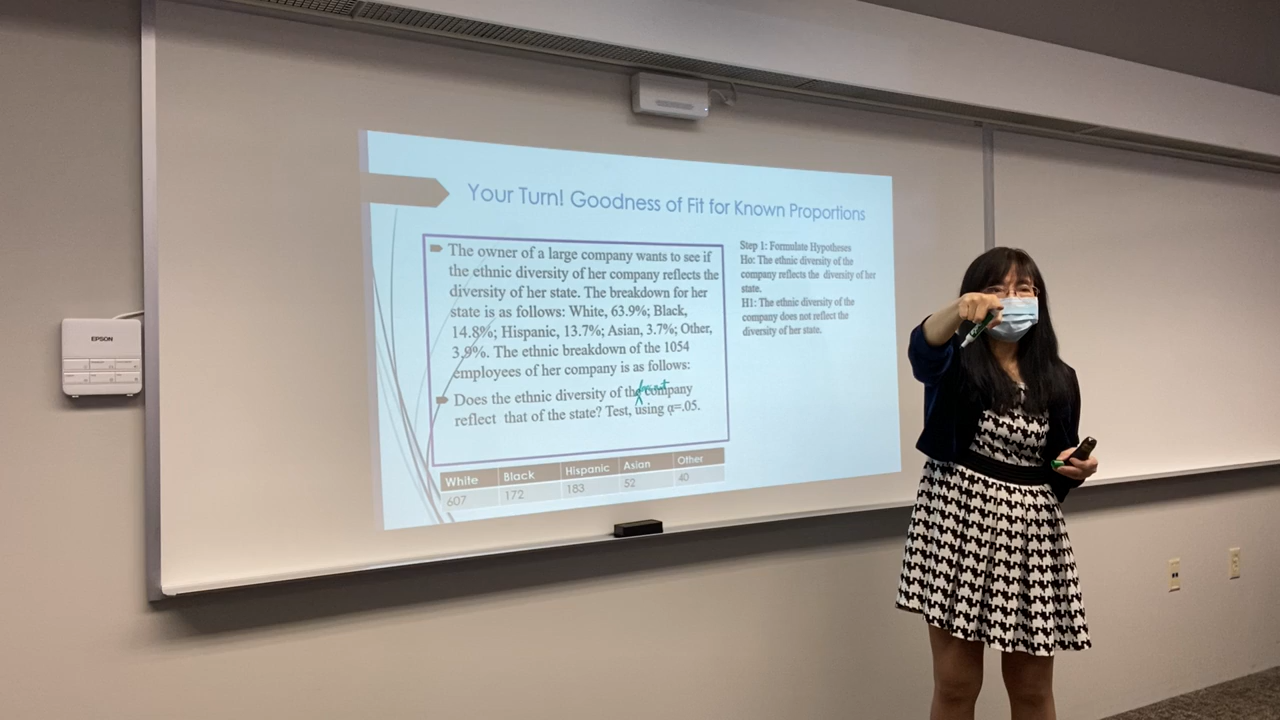 EPSON
Your Turn! Goodness of Fit for Known Proportions
The owner of a large company wants to see if
the ethnic diversity of her company reflects the
diversity of her state. The breakdown for her
state is as follows: White, 63.9%; Black,
14.8%; Hispanic, 13.7%; Asian, 3.7%; Other,
3.9%. The ethnic breakdown of the 1054
employees of her company is as follows:
Does the ethnic diversity of the company
reflect that of the state? Test, using α=.05.
White Black Hispanic Asian Other
607 172 183 52 40
Step 1: Formulate Hypotheses
Ho: The ethnic diversity of the
company reflects the diversity of her
state.
H1: The ethnic diversity of the
company does not reflect the
diversity of her state.